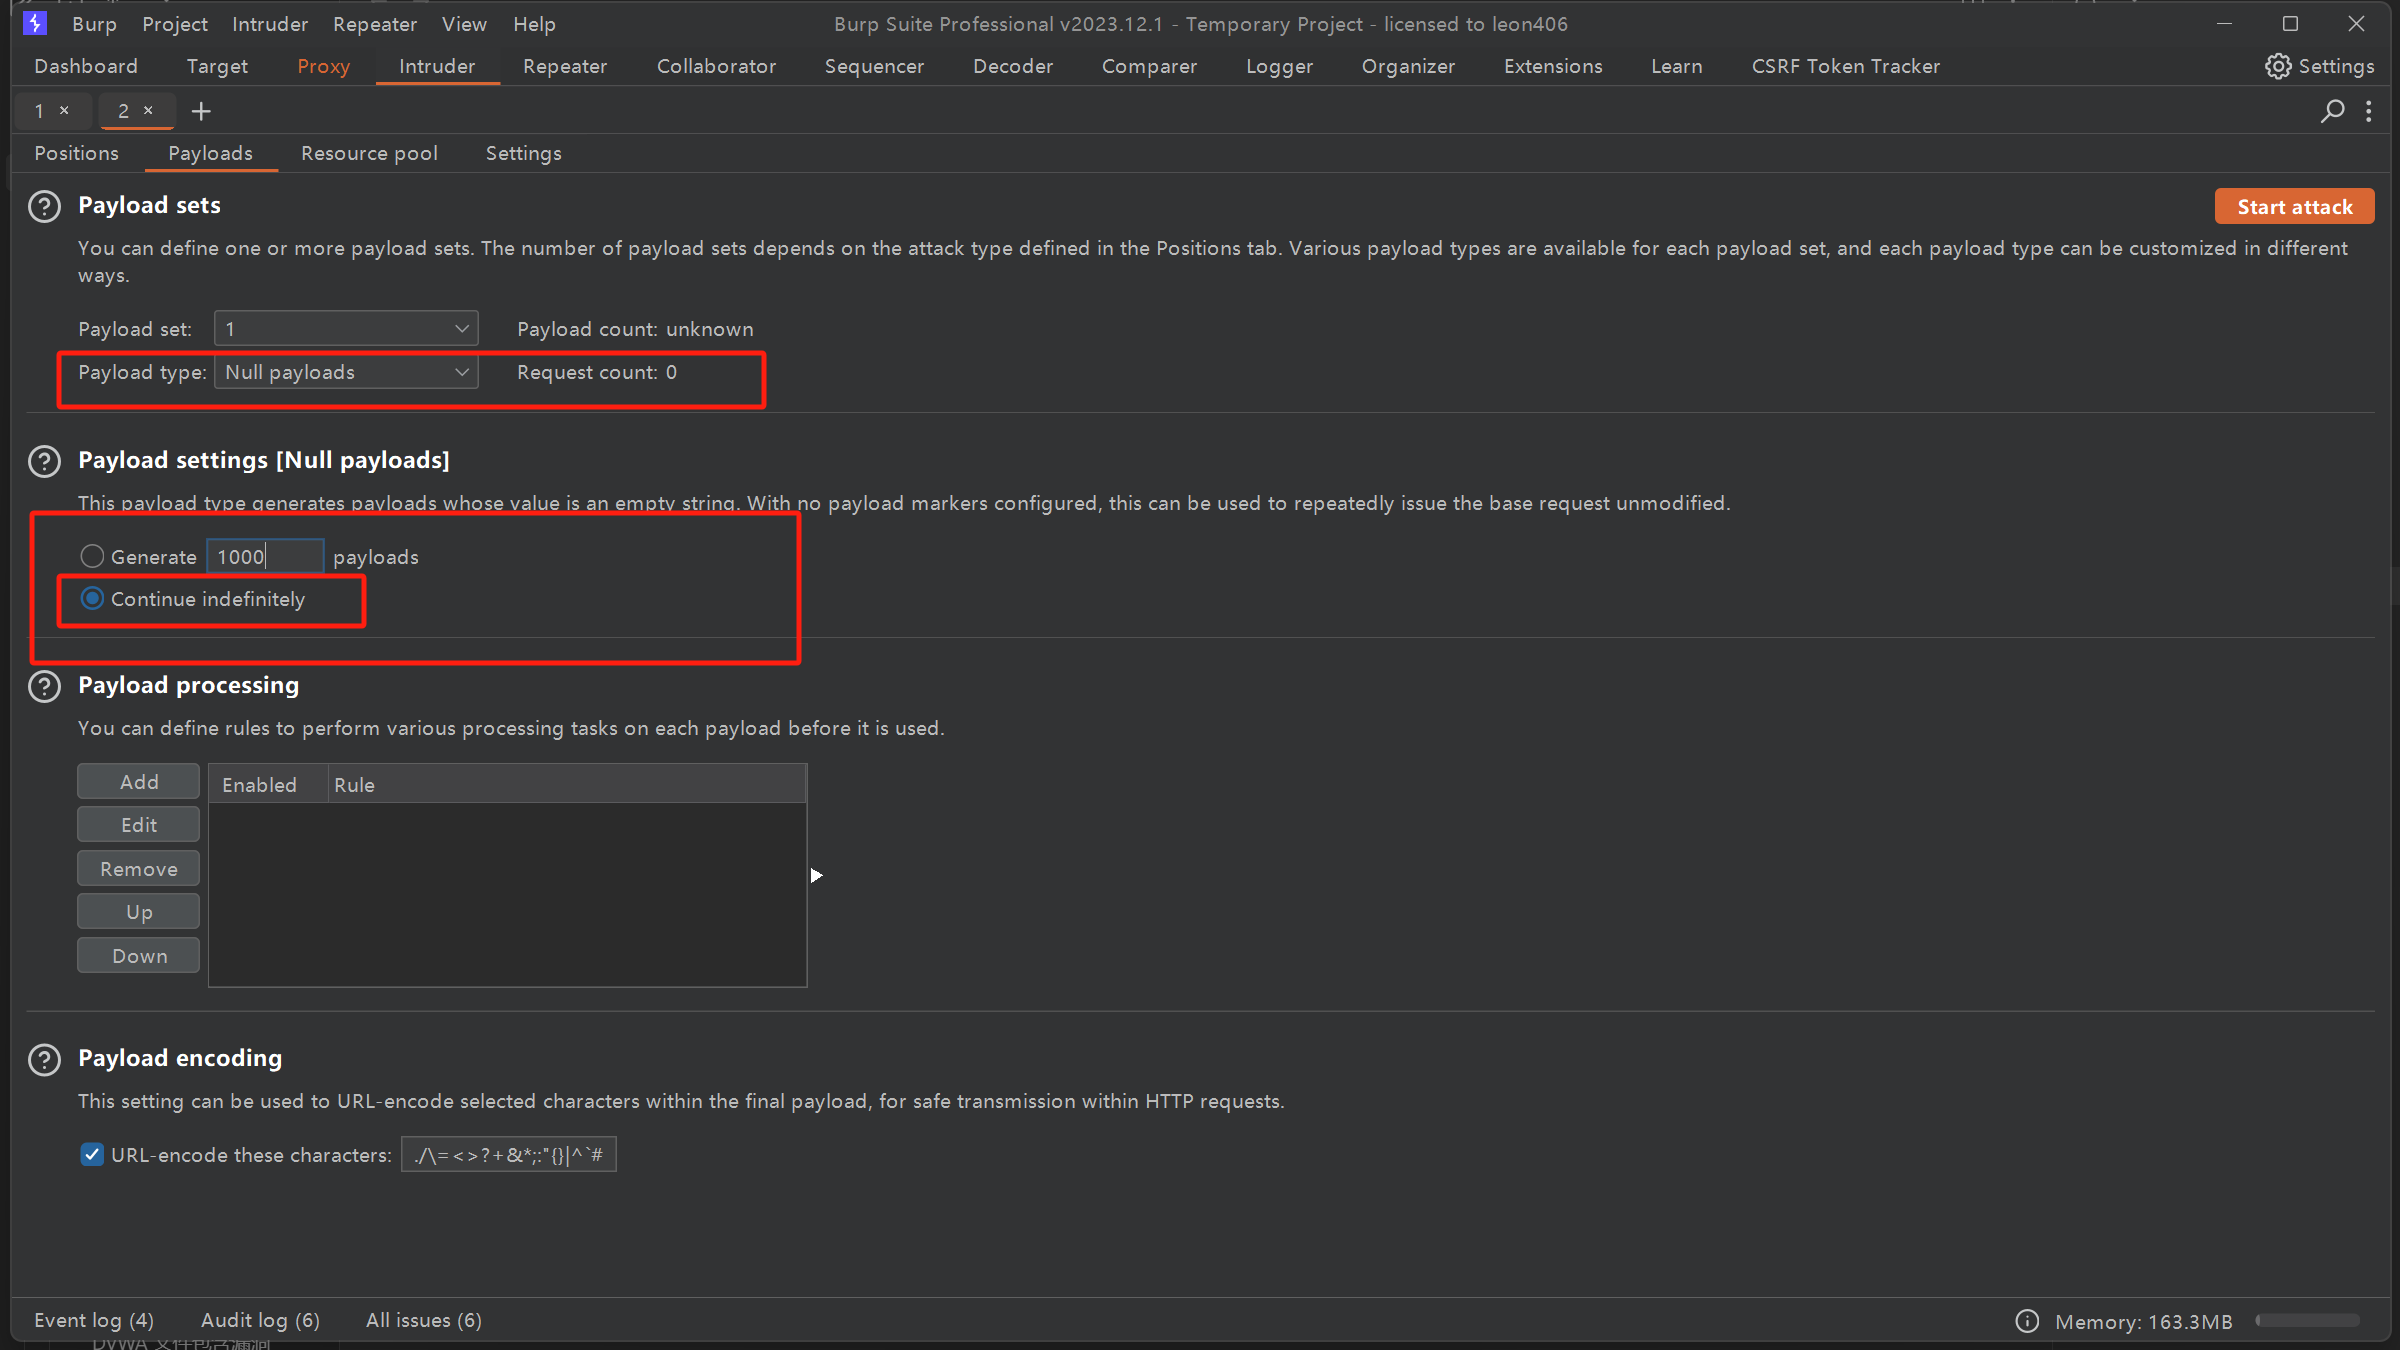 Burp Project Intruder Repeater View Help Burp Suite Professional v2023.12.1 - Temporary Project - licensed to leon406
Dashboard Target Proxy Intruder Repeater Collaborator Sequencer Decoder Comparer Logger Organizer Extensions Learn CSRF Token Tracker Settings
1 × 2 × +
Positions Payloads Resource pool Settings
Payload sets Start attack
You can define one or more payload sets. The number of payload sets depends on the attack type defined in the Positions tab. Various payload types are available for each payload set, and each payload type can be customized in different
ways.
Payload set: 1 Payload count: unknown
Payload type: Null payloads Request count: 0
Payload settings [Null payloads]
This payload type generates payloads whose value is an empty string. With no payload markers configured, this can be used to repeatedly issue the base request unmodified.
Generate 1000 payloads
Continue indefinitely
Payload processing
You can define rules to perform various processing tasks on each payload before it is used.
Add Enabled Rule
Edit
Remove
Up
Down
Payload encoding
This setting can be used to URL-encode selected characters within the final payload, for safe transmission within HTTP requests.
URL-encode these characters: ./\=<>?+&*;:"{}|^`#
Event log (4) Audit log (6) All issues (6) Memory: 163.3MB
DVWA 文件包含漏洞